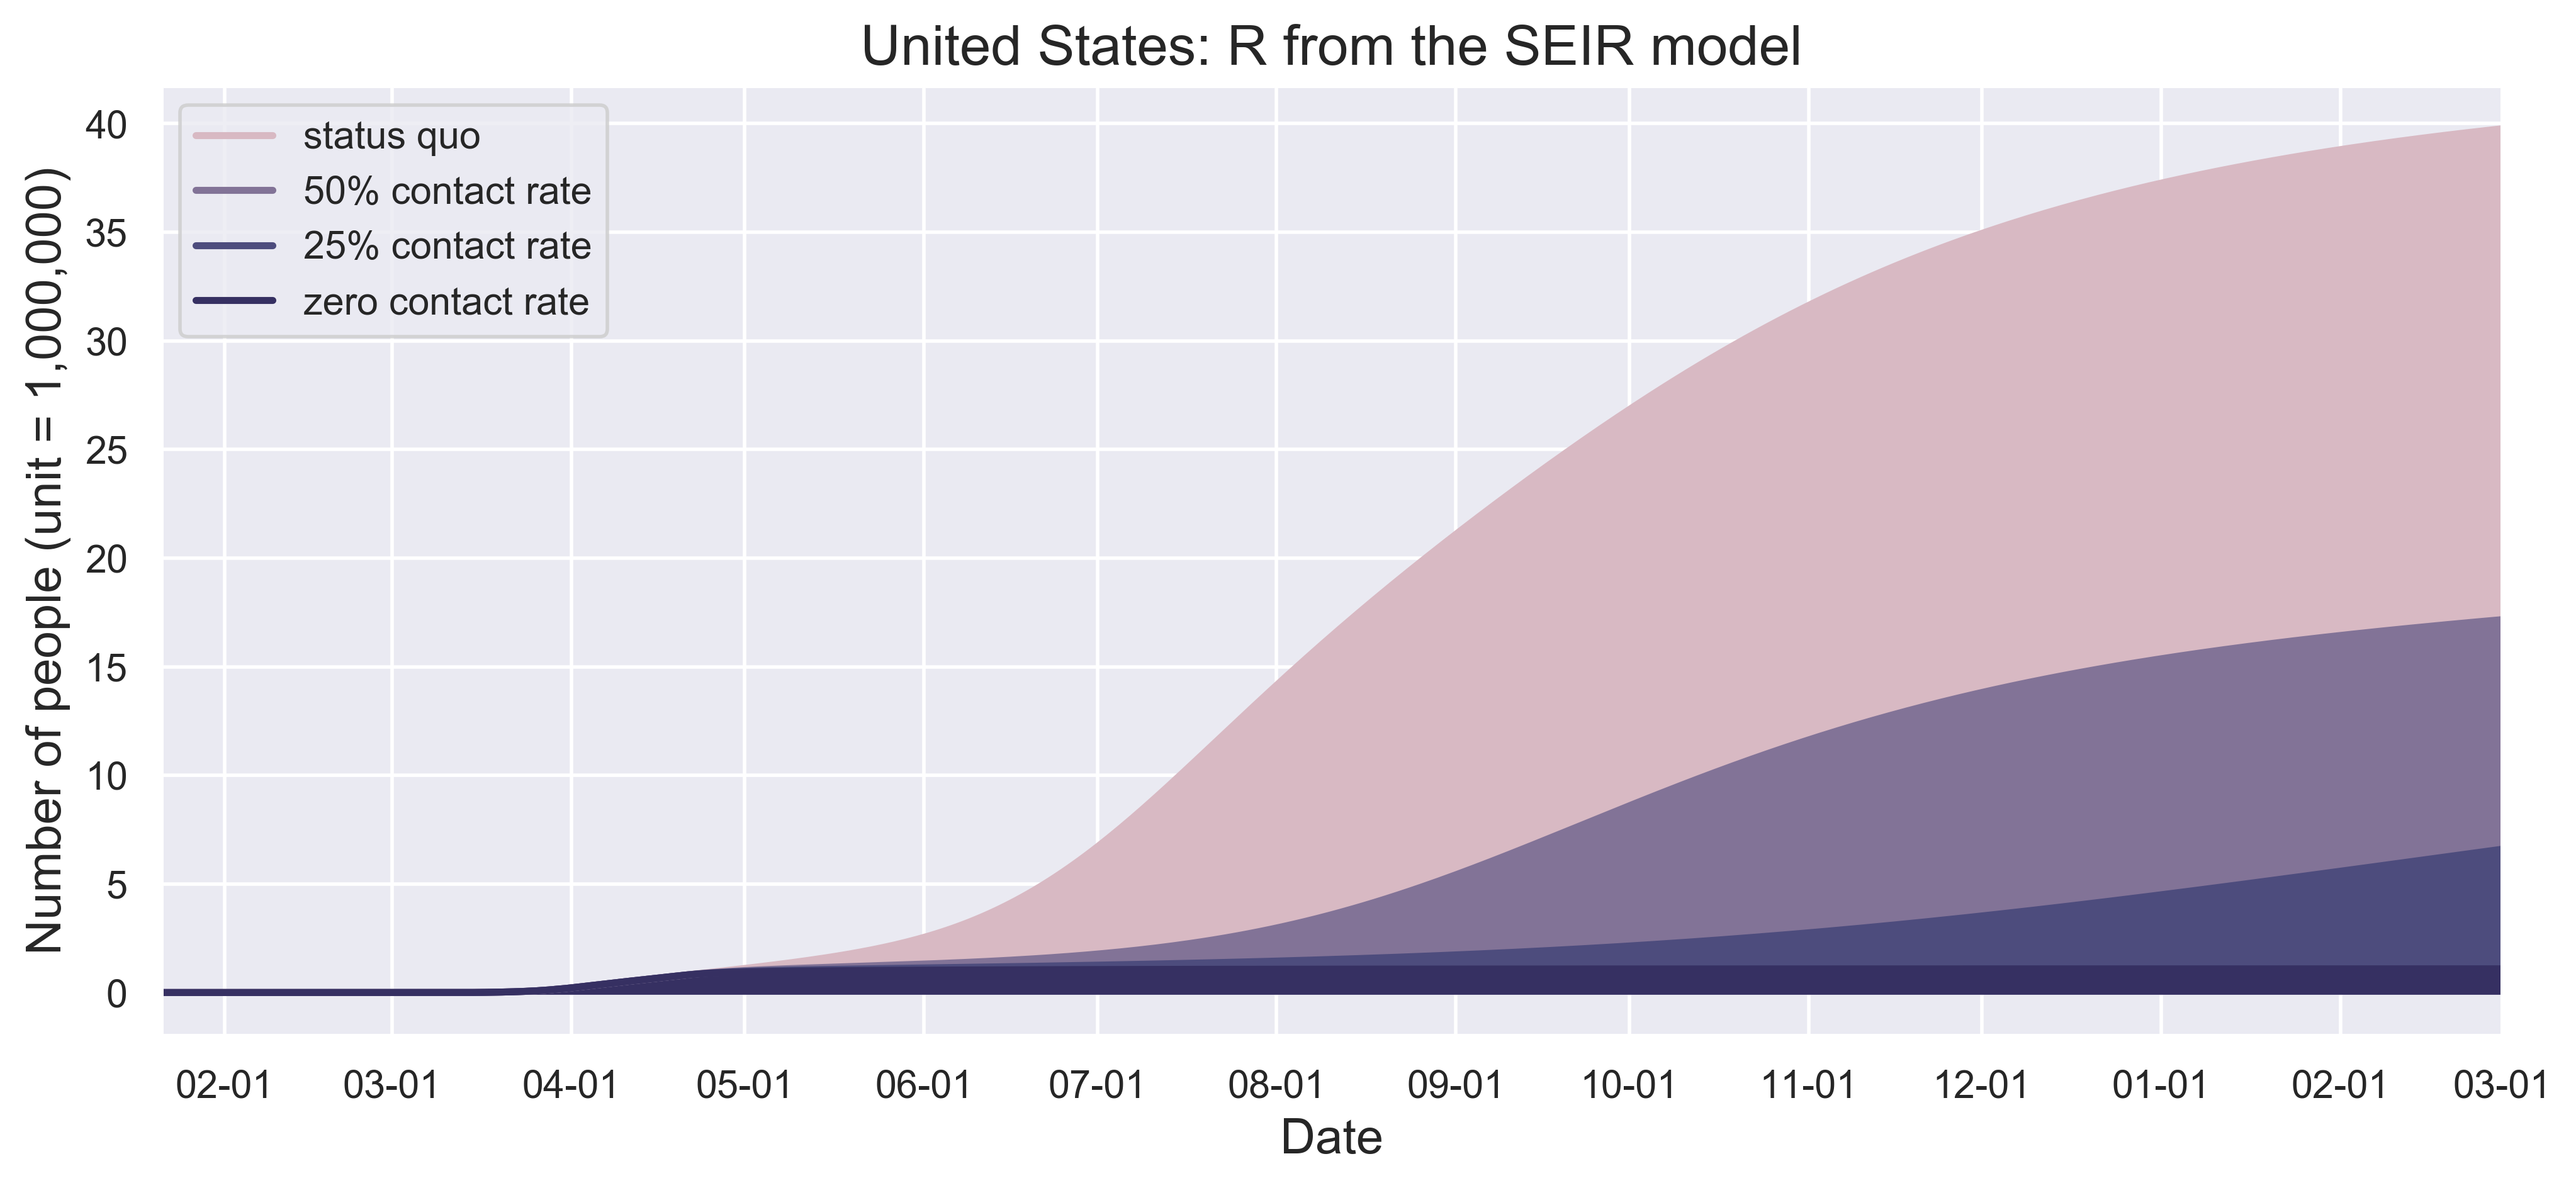 United States: R from the SEIR model
status quo
50% contact rate
25% contact rate
zero contact rate
Number of people (unit = 1,000,000)
40
35
30
25
20
15
10
5
0
02-01 03-01 04-01 05-01 06-01 07-01 08-01 09-01 10-01 11-01 12-01 01-01 02-01 03-01
Date